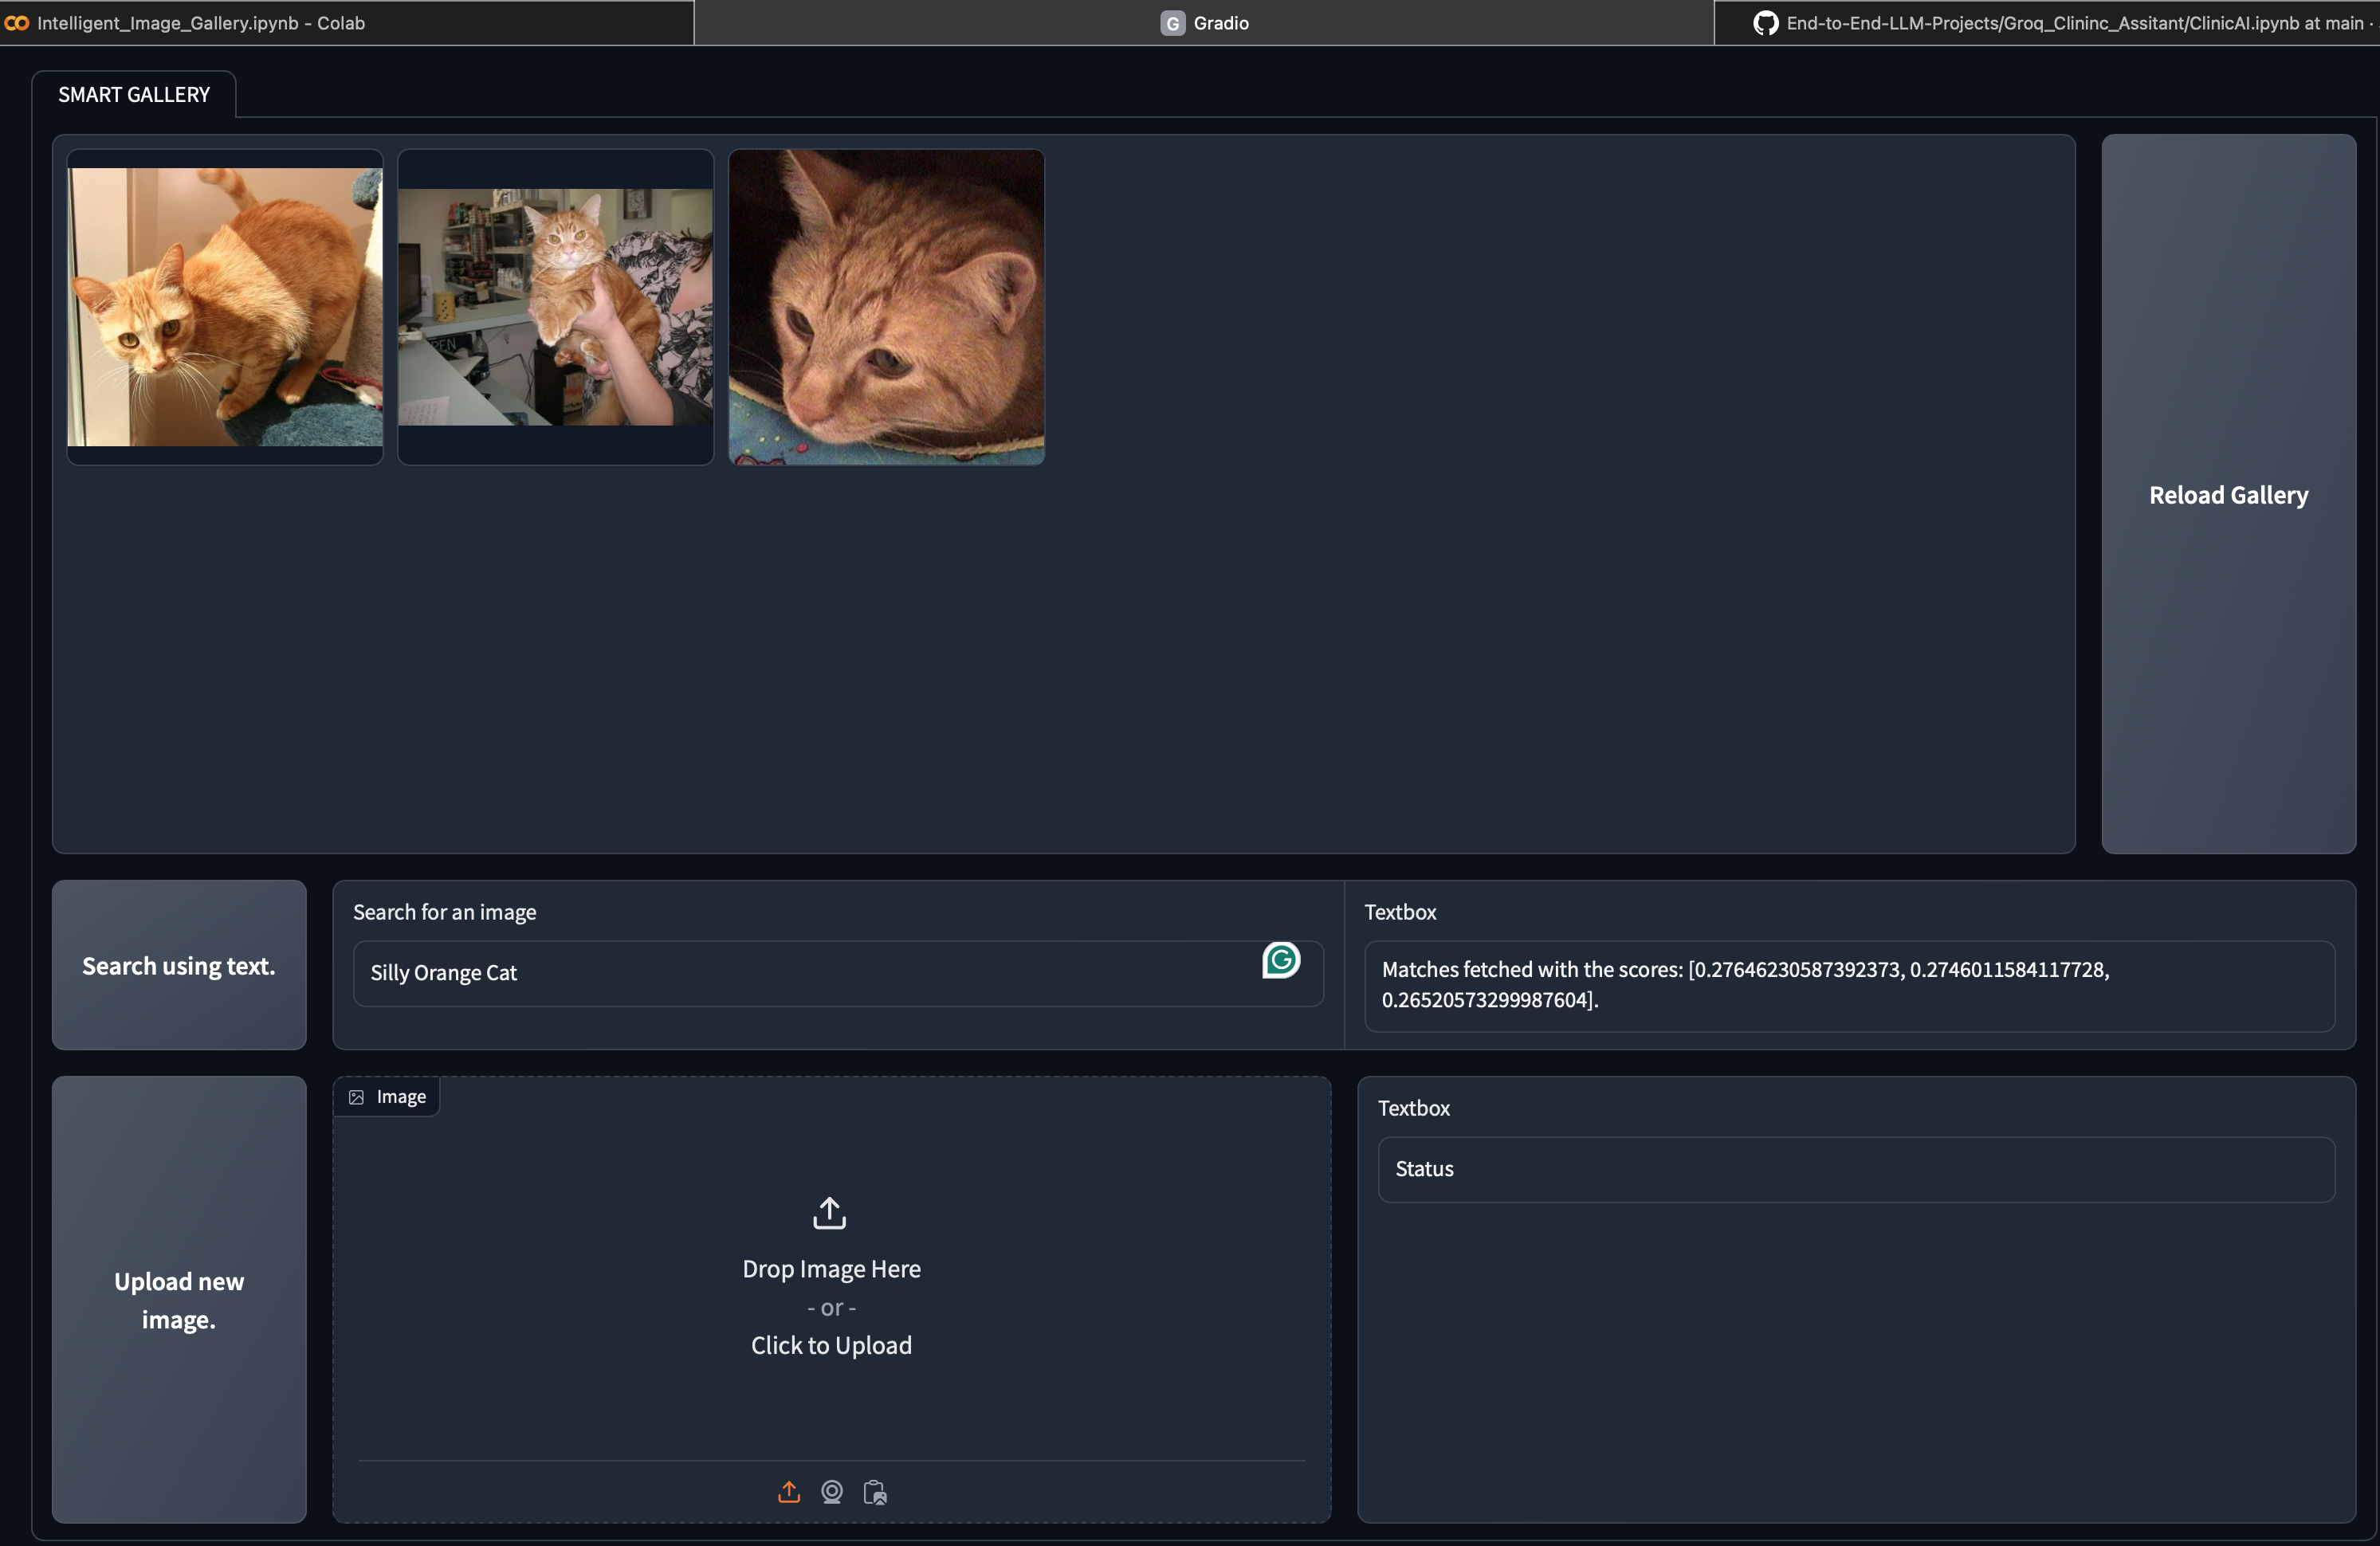 Intelligent_Image_Gallery.ipynb - Colab
G Gradio
End-to-End-LLM-Projects/Groq_Clininc_Assitant/ClinicAI.ipynb at main ·
SMART GALLERY
PEN
Reload Gallery
Search using text.
Search for an image
Silly Orange Cat
Textbox
Matches fetched with the scores: [0.27646230587392373, 0.2746011584117728,
0.26520573299987604].
Upload new
image.
Image
Drop Image Here
- or -
Click to Upload
Textbox
Status